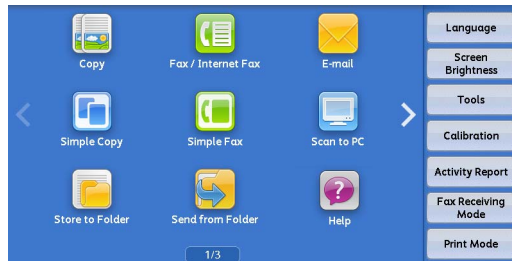 Copy
Fax / Internet Fax
E-mail
Simple Copy
Simple Fax
Scan to PC
Store to Folder
Send from Folder
Help
1/3
Language
Screen
Brightness
Tools
Calibration
Activity Report
Fax Receiving
Mode
Print Mode